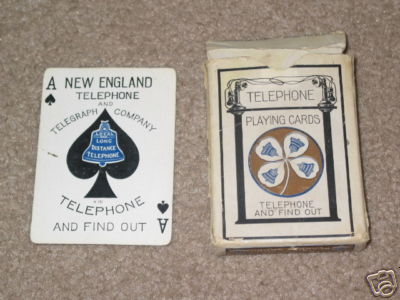 A NEW ENGLAND
TELEPHONE
AND
TELEGRAPH COMPANY
LOCAL
LONG
DISTANCE
TELEPHONE
TELEPHONE
AND FIND OUT
A
TELEPHONE
PLAYING CARDS
TELEPHONE
AND FIND OUT